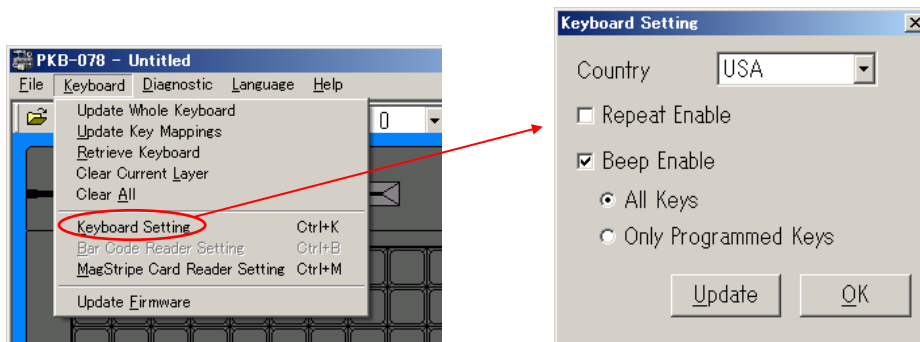 PKB-078 - Untitled
File Keyboard Diagnostic Language Help
0
Update Whole Keyboard
Update Key Mappings
Retrieve Keyboard
Clear Current Layer
Clear All
Keyboard Setting Ctrl+K
Bar Code Reader Setting Ctrl+B
MagStripe Card Reader Setting Ctrl+M
Update Firmware
Keyboard Setting
Country USA
Repeat Enable
Beep Enable
All Keys
Only Programmed Keys
Update OK